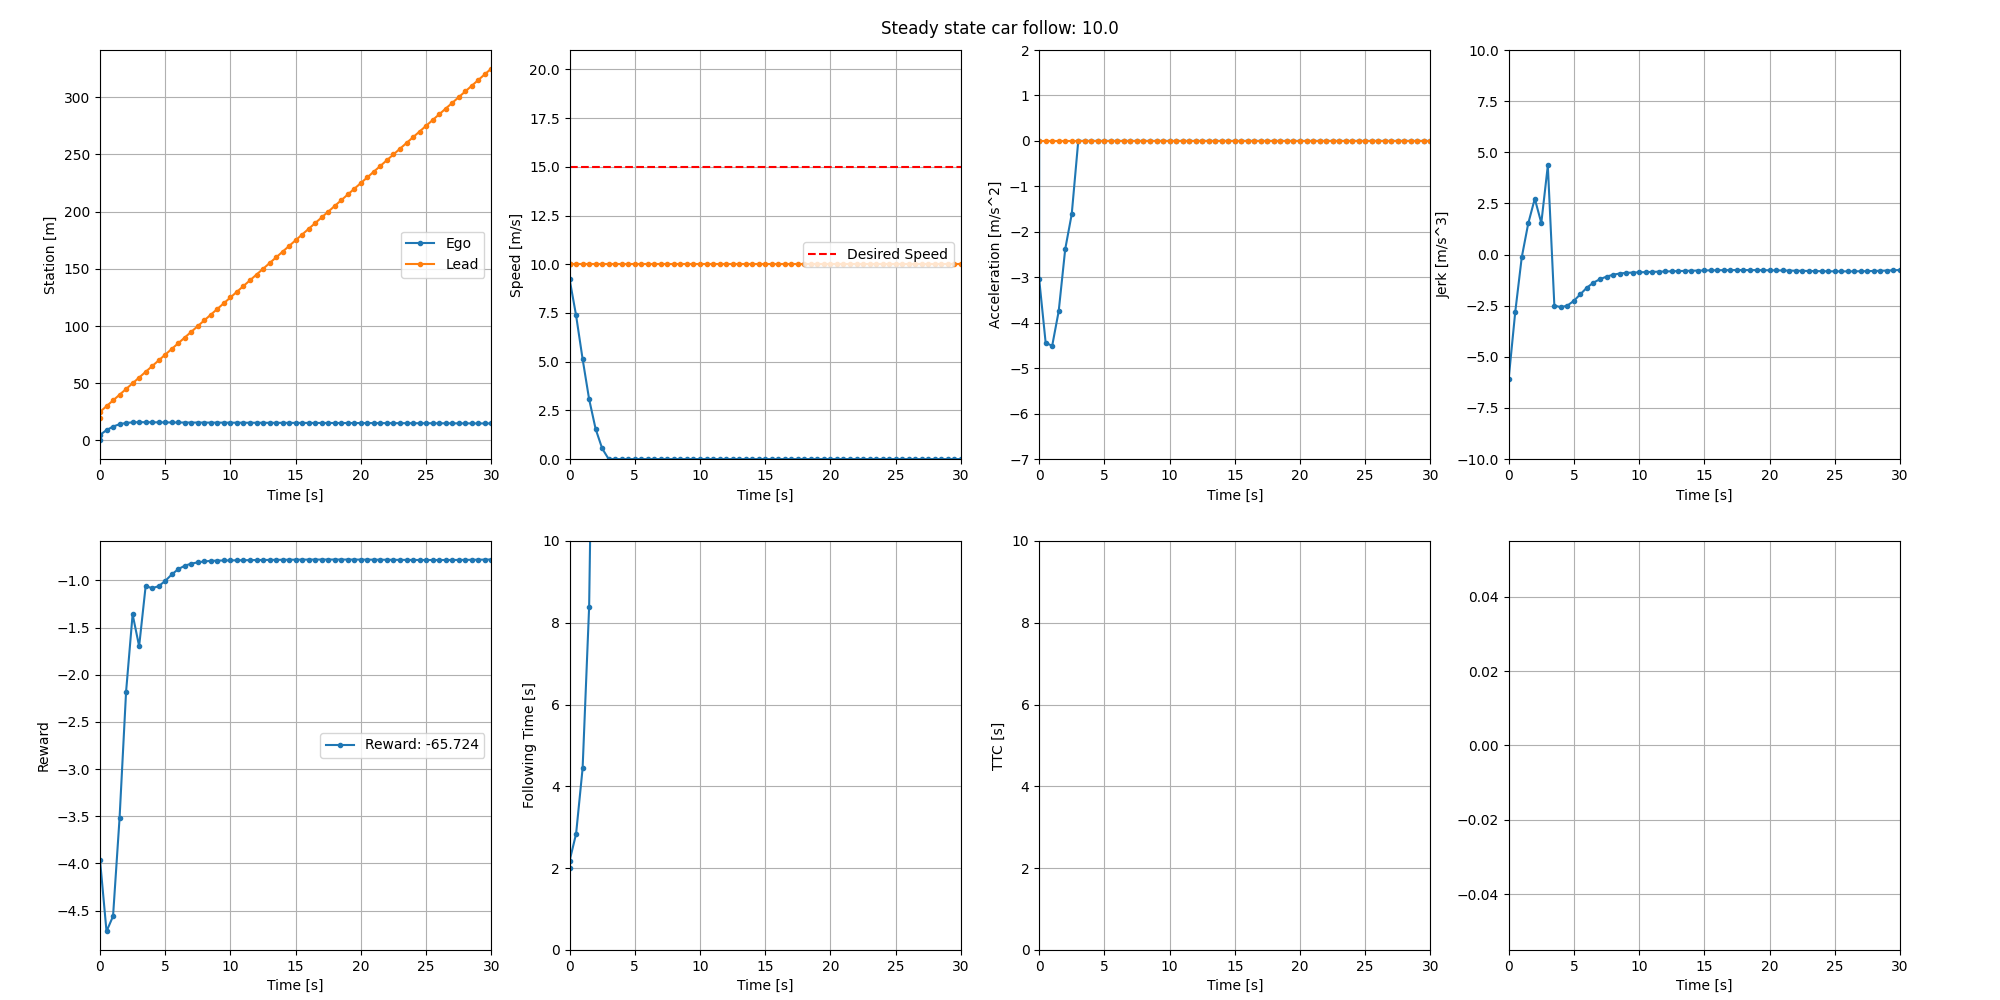 Steady state car follow: 10.0
Station [m]
300
250
200
150
100
50
0
Ego
Lead
0 5 10 15 20 25 30
Time [s]
Speed [m/s]
20.0
17.5
15.0
12.5
10.0
7.5
5.0
2.5
0.0
Desired Speed
0 5 10 15 20 25 30
Time [s]
Acceleration [m/s^2]
2
1
0
−1
−2
−3
−4
−5
−6
−7
0 5 10 15 20 25 30
Time [s]
Jerk [m/s^3]
10.0
7.5
5.0
2.5
0.0
−2.5
−5.0
−7.5
−10.0
0 5 10 15 20 25 30
Time [s]
Reward
−1.0
−1.5
−2.0
−2.5
−3.0
−3.5
−4.0
−4.5
Reward: -65.724
0 5 10 15 20 25 30
Time [s]
Following Time [s]
10
8
6
4
2
0
0 5 10 15 20 25 30
Time [s]
TTC [s]
10
8
6
4
2
0
0 5 10 15 20 25 30
Time [s]
0.04
0.02
0.00
−0.02
−0.04
0 5 10 15 20 25 30
Time [s]